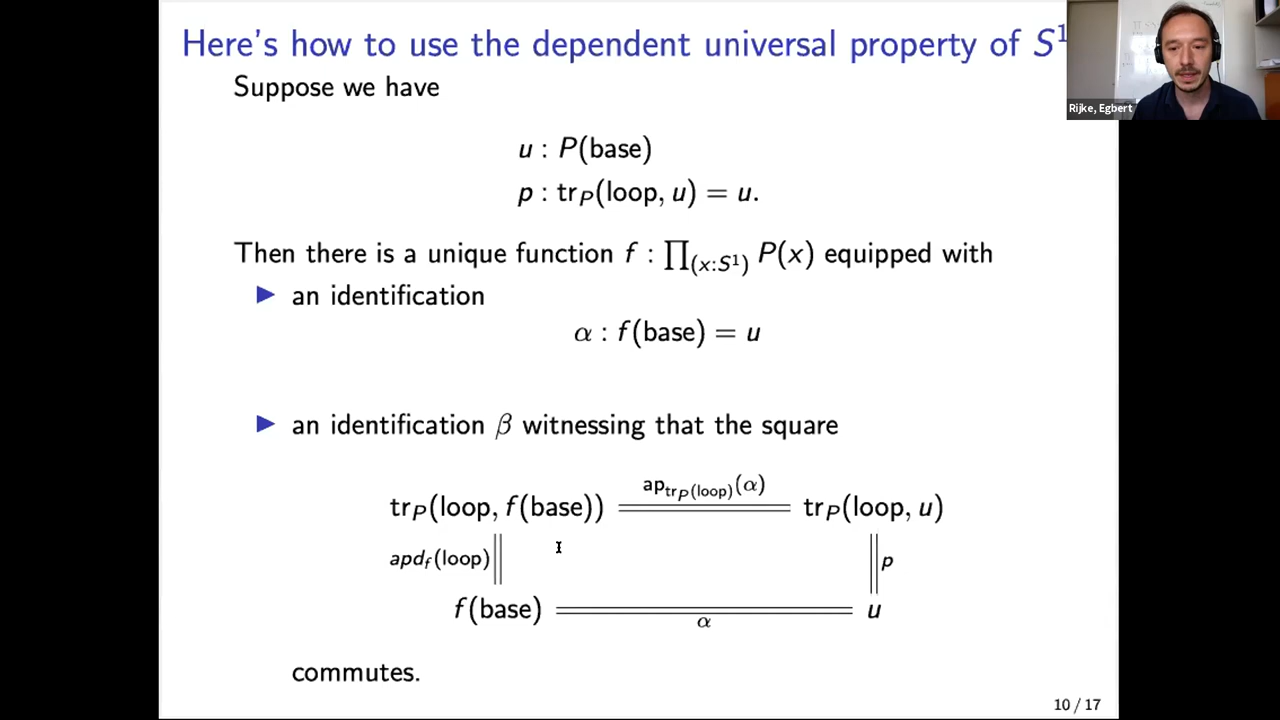 Here's how to use the dependent universal property of S¹
Rijke, Egbert
Suppose we have
u : P(base)
p : tr_P(loop, u) = u.
Then there is a unique function f : ∏_(x:S¹) P(x) equipped with
▶ an identification
α : f(base) = u
▶ an identification β witnessing that the square
ap_tr_P(loop)(α)
tr_P(loop, f(base)) tr_P(loop, u)
apd_f(loop) p
f(base) u
α
commutes.
10 / 17